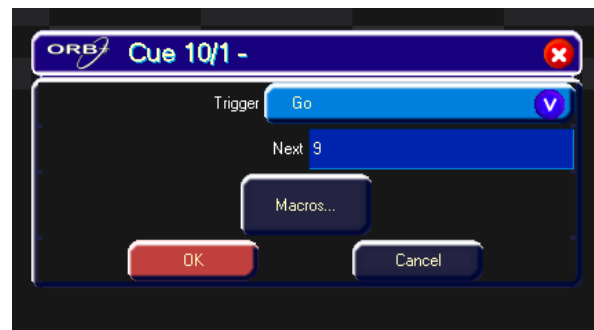 ORB Cue 10/1 -
Trigger Go V
Next 9
Macros...
OK Cancel